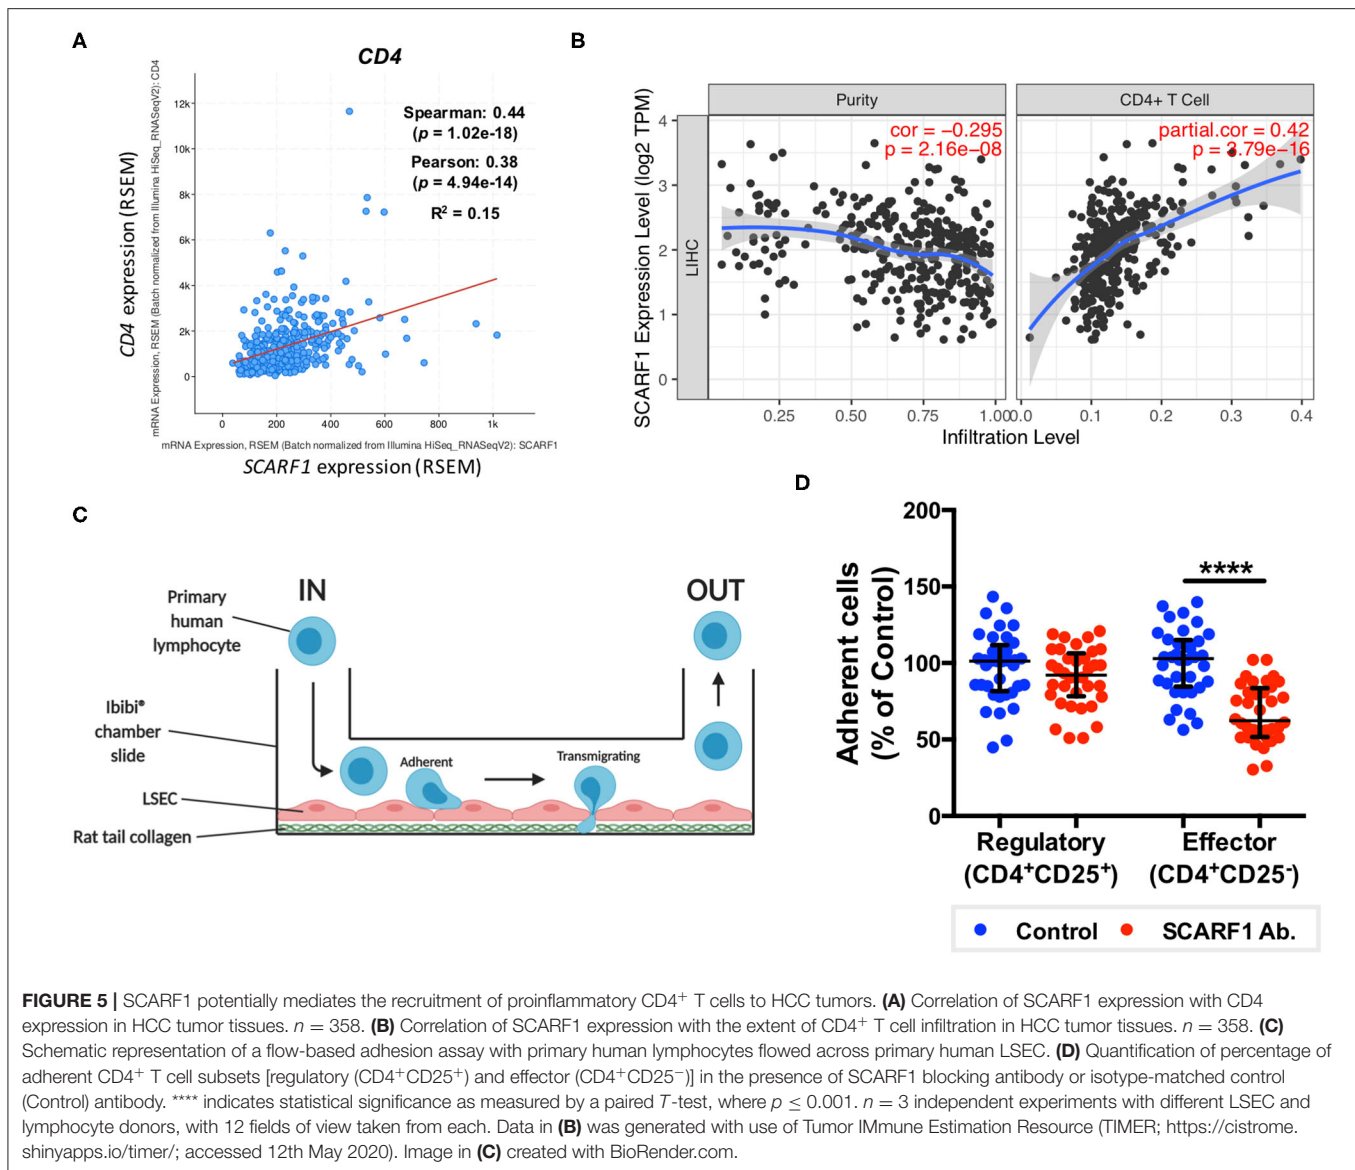 A
CD4
mRNA Expression, RSEM (Batch normalized from Illumina HiSeq_RNASeqV2): CD4
CD4 expression (RSEM)
12k
10k
8k
6k
4k
2k
0
Spearman: 0.44
(p = 1.02e-18)
Pearson: 0.38
(p = 4.94e-14)
R² = 0.15
0 200 400 600 800 1k
mRNA Expression, RSEM (Batch normalized from Illumina HiSeq_RNASeqV2): SCARF1
SCARF1 expression (RSEM)
B
SCARF1 Expression Level (log2 TPM)
LIHC
Purity
CD4+ T Cell
cor = −0.295
p = 2.16e−08
partial.cor = 0.42
p = 3.79e−16
4
3
2
1
0
0.25 0.50 0.75 1.00
0.0 0.1 0.2 0.3 0.4
Infiltration Level
C
IN
OUT
Primary
human
lymphocyte
Ibibi®
chamber
slide
Adherent
Transmigrating
LSEC
Rat tail collagen
D
Adherent cells
(% of Control)
200
150
100
50
0
****
Regulatory
(CD4⁺CD25⁺)
Effector
(CD4⁺CD25⁻)
Control SCARF1 Ab.
FIGURE 5 | SCARF1 potentially mediates the recruitment of proinflammatory CD4⁺ T cells to HCC tumors. (A) Correlation of SCARF1 expression with CD4
expression in HCC tumor tissues. n = 358. (B) Correlation of SCARF1 expression with the extent of CD4⁺ T cell infiltration in HCC tumor tissues. n = 358. (C)
Schematic representation of a flow-based adhesion assay with primary human lymphocytes flowed across primary human LSEC. (D) Quantification of percentage of
adherent CD4⁺ T cell subsets [regulatory (CD4⁺CD25⁺) and effector (CD4⁺CD25⁻)] in the presence of SCARF1 blocking antibody or isotype-matched control
(Control) antibody. **** indicates statistical significance as measured by a paired T-test, where p ≤ 0.001. n = 3 independent experiments with different LSEC and
lymphocyte donors, with 12 fields of view taken from each. Data in (B) was generated with use of Tumor IMmune Estimation Resource (TIMER; https://cistrome.
shinyapps.io/timer/; accessed 12th May 2020). Image in (C) created with BioRender.com.